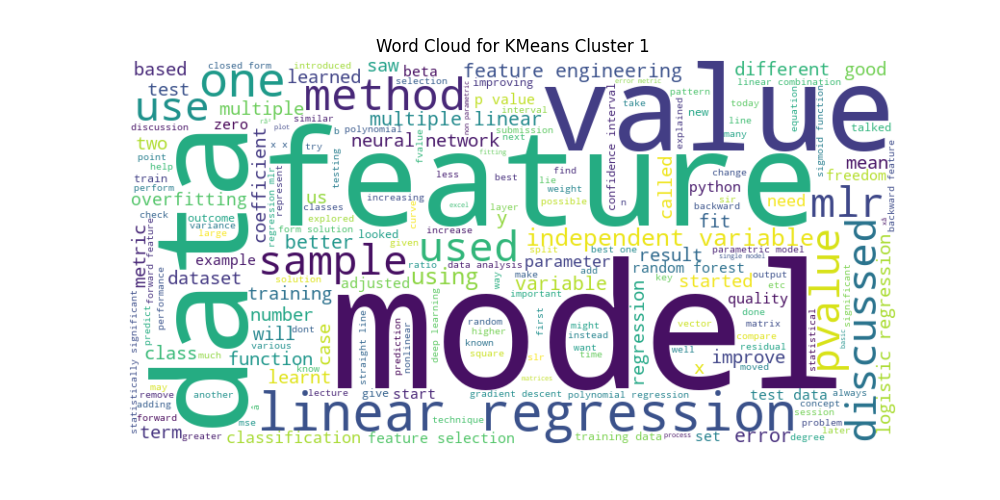 Word Cloud for KMeans Cluster 1
closed form
introduced
based
one
saw
beta
feature engineering
error metric
different
good
test
learned
selection
improving
pattern
linear combination
use
multiple
method
non parametric
p value
interval
value
take
new
today
equation
discussion
zero
similar
multiple linear
submission
confidence interval
explained
line
many
sigmoid function
talked
plot
b
polynomial
two
x x
try
neural network
next
mean
point
help
coefficient
regression mlr
represent
testing
fvalue
fitting
find
lie
called
change
freedom
backward feature
train
perform
us
less
best
weight
python
sir
data
feature
overfitting
classes
increasing
excel
layer
possible
n
need
backward
mlr
check
outcome
variance
explored
curve
y
fit
large
form solution
increase
independent variable
metric
forward feature
better
looked
given
used
split
best one
parametric model
single model
example
sample
ratio
data analysis
parameter
result
random forest
key
output
etc
pvalue
discussed
logistic regression
dataset
solution
adjusted
using
way
make
add
variable
started
performance
training
important
regression
quality
significant
basic
statistically significant
predict
number
case
straight line
prediction
nonlinear
deep learning
random
higher
known
first
might
instead
want
time
vector
done
matrix
statistical
will
dont
square
compare
residual
class
much
various
function
know
mlr
well
moved
improve
model
learnt
matrices
x
may
remove
another
lecture
give
start
gradient descent
polynomial regression
test data
always
adding
linear regression
concept
forward
mse
technique
session
problem
later
term
greater
classification
feature selection
training data
process
set
error
degree